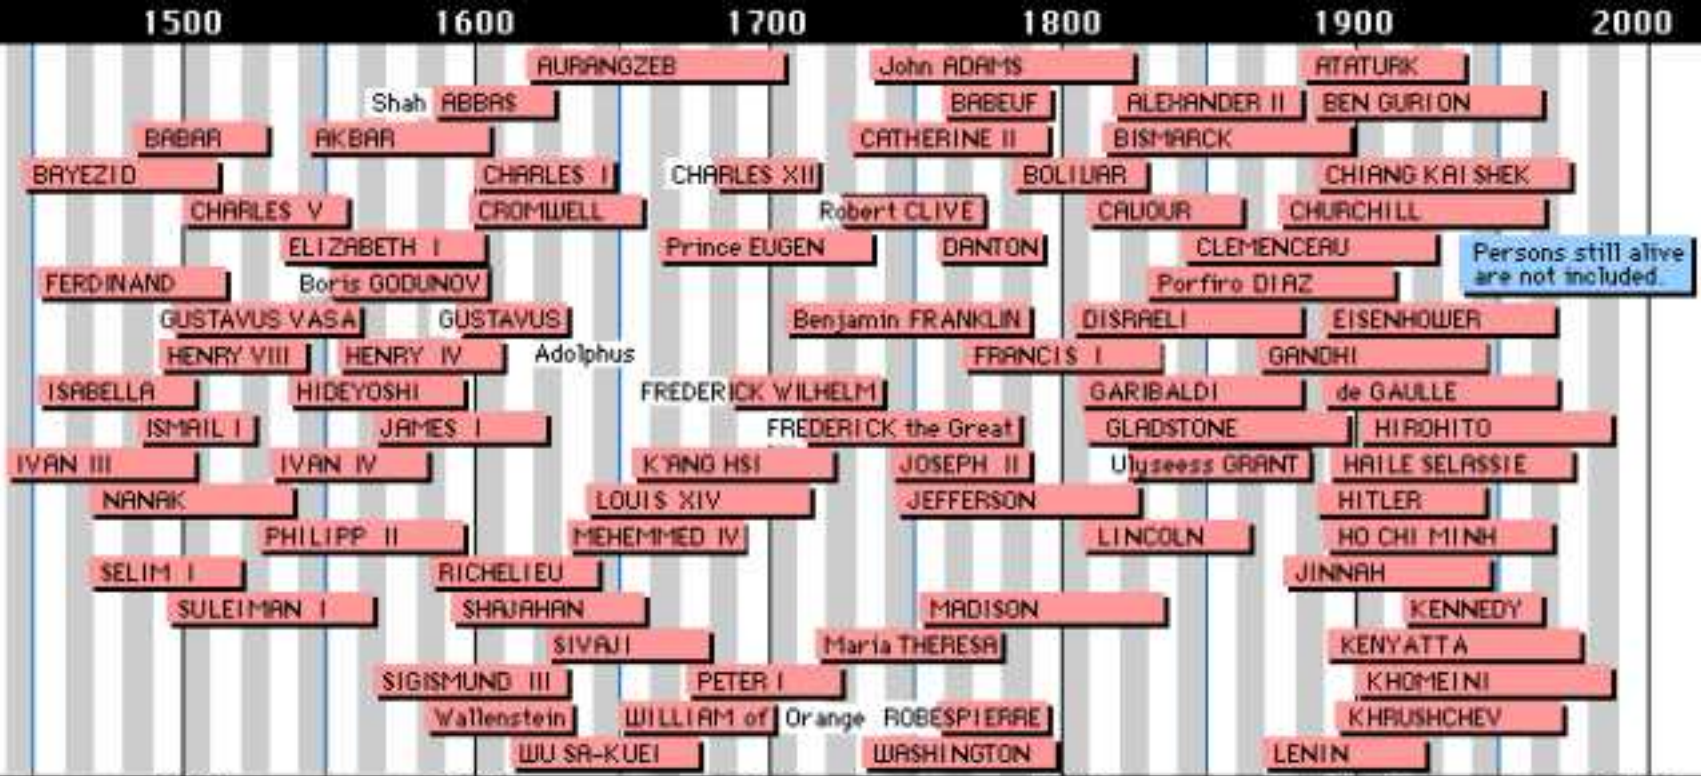 1500 1600 1700 1800 1900 2000
AURANGZEB John ADAMS ATATURK
Shah ABBAS BABEUF ALEXANDER II BEN GURION
BABAR AKBAR CATHERINE II BISMARCK
BAYEZID CHARLES I CHARLES XII BOLIVAR CHIANG KAI SHEK
CHARLES V CROMWELL Robert CLIVE CAVOUR CHURCHILL
ELIZABETH I Prince EUGEN DANTON CLEMENCEAU Persons still alive
FERDINAND Boris GODUNOV Porfiro DIAZ are not included.
GUSTAVUS VASA GUSTAVUS Benjamin FRANKLIN DISRAELI EISENHOWER
HENRY VIII HENRY IV Adolphus FRANCIS I GANDHI
ISABELLA HIDEYOSHI FREDERICK WILHELM GARIBALDI de GAULLE
ISMAIL I JAMES I FREDERICK the Great GLADSTONE HIROHITO
IVAN III IVAN IV K'ANG HSI JOSEPH II Ulyseess GRANT HAILE SELASSIE
NANAK LOUIS XIV JEFFERSON HITLER
PHILIPP II MEHEMMED IV LINCOLN HO CHI MINH
SELIM I RICHELIEU JINNAH
SULEIMAN I SHAJAHAN MADISON KENNEDY
SIVAJI Maria THERESA KENYATTA
SIGISMUND III PETER I KHOMEINI
Wallenstein WILLIAM of Orange ROBESPIERRE KHRUSHCHEV
WU SA-KUEI WASHINGTON LENIN